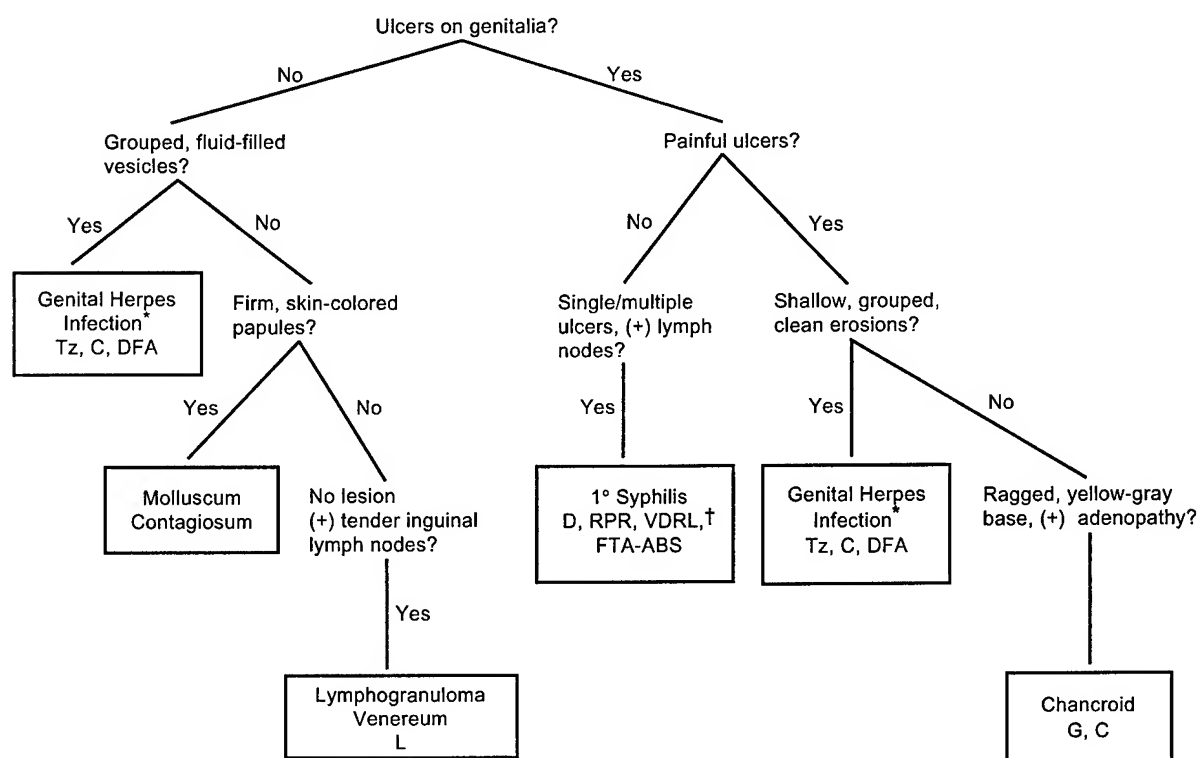 Ulcers on genitalia?
No
Yes
Grouped, fluid-filled
vesicles?
Painful ulcers?
Yes
No
No
Yes
Genital Herpes
Infection*
Tz, C, DFA
Firm, skin-colored
papules?
Single/multiple
ulcers, (+) lymph
nodes?
Shallow, grouped,
clean erosions?
Yes
No
Yes
Yes
No
Molluscum
Contagiosum
No lesion
(+) tender inguinal
lymph nodes?
1° Syphilis
D, RPR, VDRL,†
FTA-ABS
Genital Herpes
Infection*
Tz, C, DFA
Ragged, yellow-gray
base, (+) adenopathy?
Yes
Lymphogranuloma
Venereum
L
Chancroid
G, C